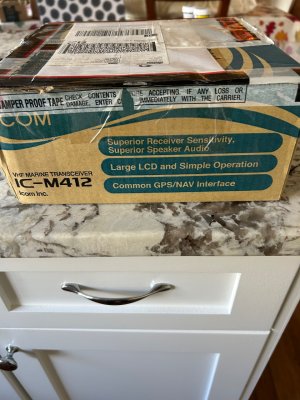 TAMPER PROOF TAPE CHECK CONTENTS BEFORE ACCEPTING. IF ANY LOSS OR
DAMAGE, ENTER IMMEDIATELY WITH THE CARRIER.
COM
Superior Receiver Sensitivity,
Superior Speaker Audio
Large LCD and Simple Operation
VHF MARINE TRANSCEIVER
IC-M412
Icom Inc.
Common GPS/NAV Interface